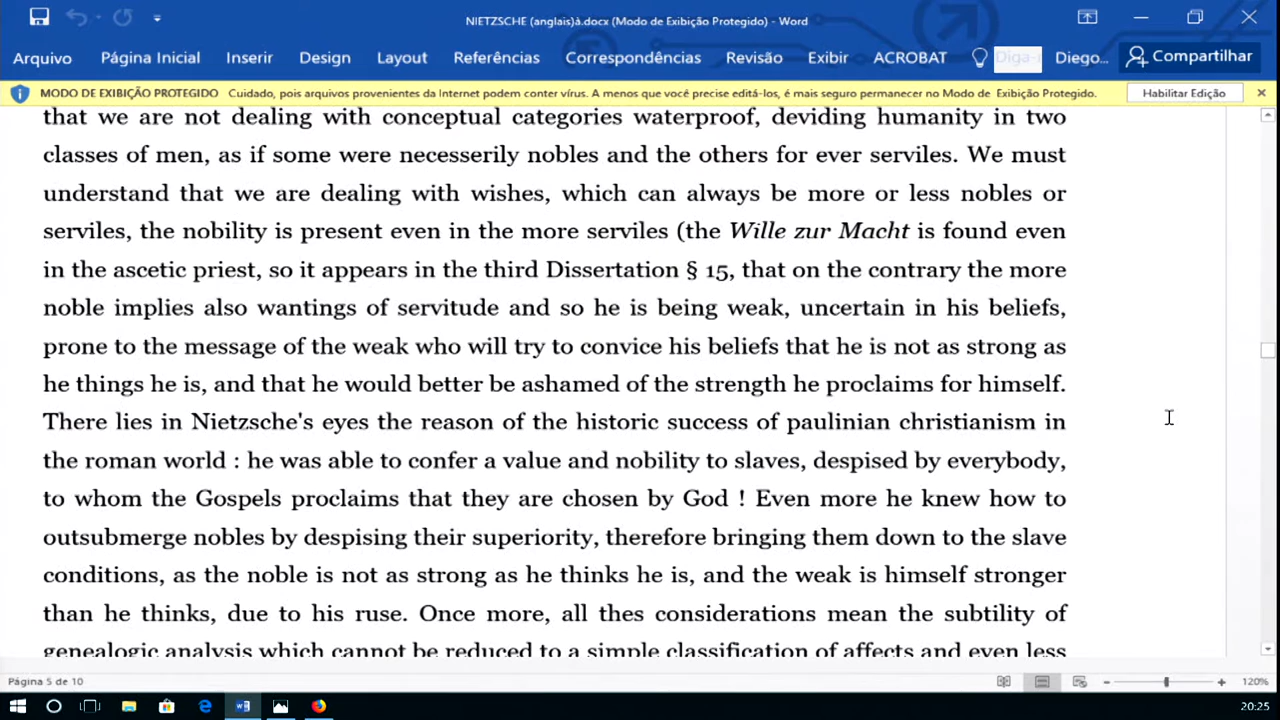 NIETZSCHE (anglais)à.docx (Modo de Exibição Protegido) - Word
Arquivo Página Inicial Inserir Design Layout Referências Correspondências Revisão Exibir ACROBAT Diego... Compartilhar
MODO DE EXIBIÇÃO PROTEGIDO Cuidado, pois arquivos provenientes da Internet podem conter vírus. A menos que você precise editá-los, é mais seguro permanecer no Modo de Exibição Protegido. Habilitar Edição
that we are not dealing with conceptual categories waterproof, deviding humanity in two
classes of men, as if some were necesserily nobles and the others for ever serviles. We must
understand that we are dealing with wishes, which can always be more or less nobles or
serviles, the nobility is present even in the more serviles (the Wille zur Macht is found even
in the ascetic priest, so it appears in the third Dissertation § 15, that on the contrary the more
noble implies also wantings of servitude and so he is being weak, uncertain in his beliefs,
prone to the message of the weak who will try to convice his beliefs that he is not as strong as
he things he is, and that he would better be ashamed of the strength he proclaims for himself.
There lies in Nietzsche's eyes the reason of the historic success of paulinian christianism in
the roman world : he was able to confer a value and nobility to slaves, despised by everybody,
to whom the Gospels proclaims that they are chosen by God ! Even more he knew how to
outsubmerge nobles by despising their superiority, therefore bringing them down to the slave
conditions, as the noble is not as strong as he thinks he is, and the weak is himself stronger
than he thinks, due to his ruse. Once more, all thes considerations mean the subtility of
genealogic analysis which cannot be reduced to a simple classification of affects and even less
Página 5 de 10
120%
20:25